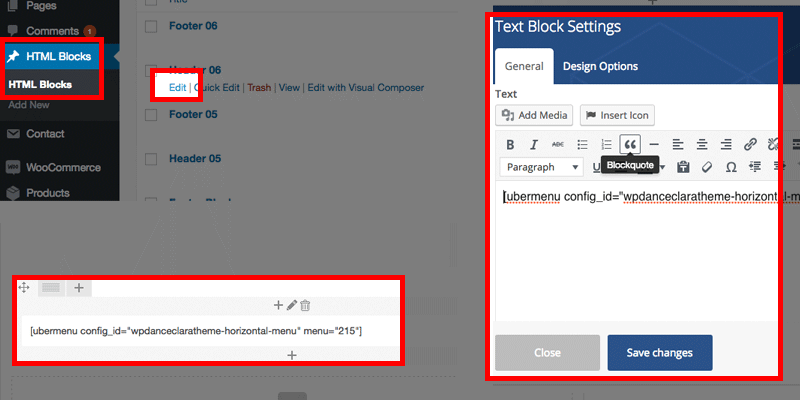 Pages
Comments 1
HTML Blocks
HTML Blocks
Add New
Contact
WooCommerce
Products
Title
Footer 06
Header 06
Edit | Quick Edit | Trash | View | Edit with Visual Composer
Footer 05
Header 05
[ubermenu config_id="wpdanceclaratheme-horizontal-menu" menu="215"]
Text Block Settings
General
Design Options
Text
Add Media
Insert Icon
B I ABC
Paragraph
U
Blockquote
[ubermenu config_id="wpdanceclaratheme-horizontal-m
Close
Save changes